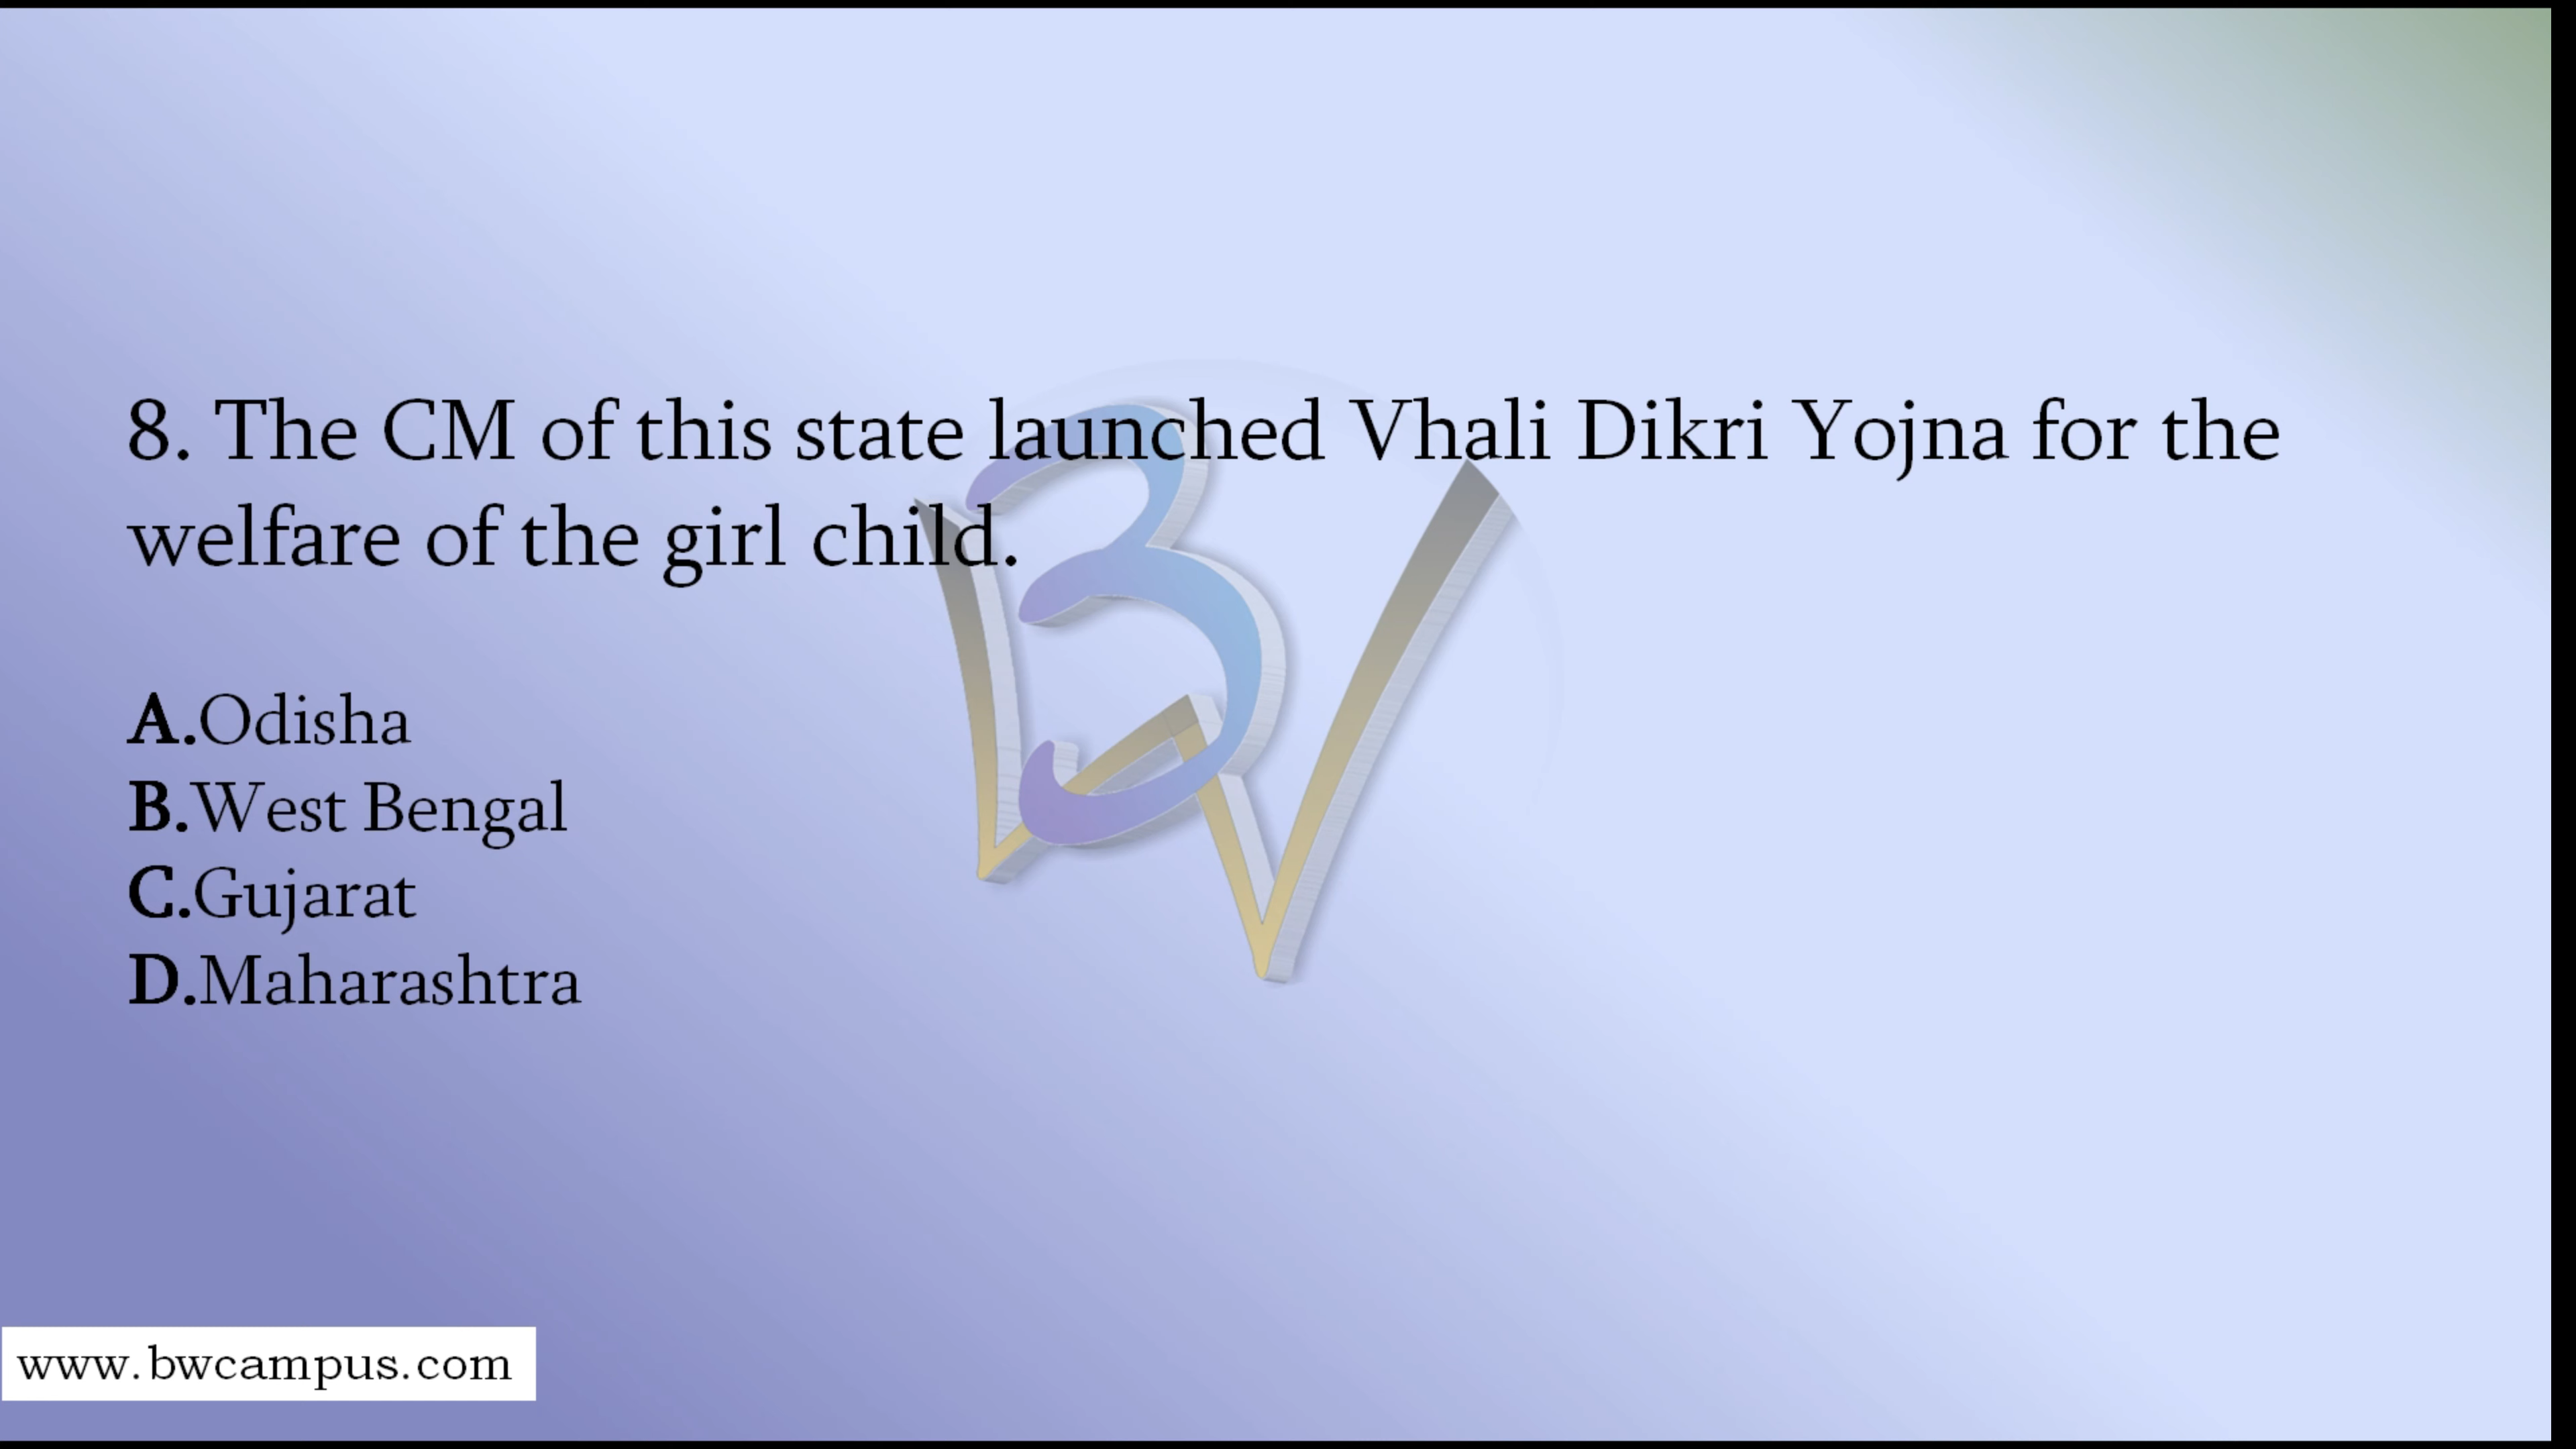 8. The CM of this state launched Vhali Dikri Yojna for the
welfare of the girl child.
A.Odisha
B.West Bengal
C.Gujarat
D.Maharashtra
www.bwcampus.com